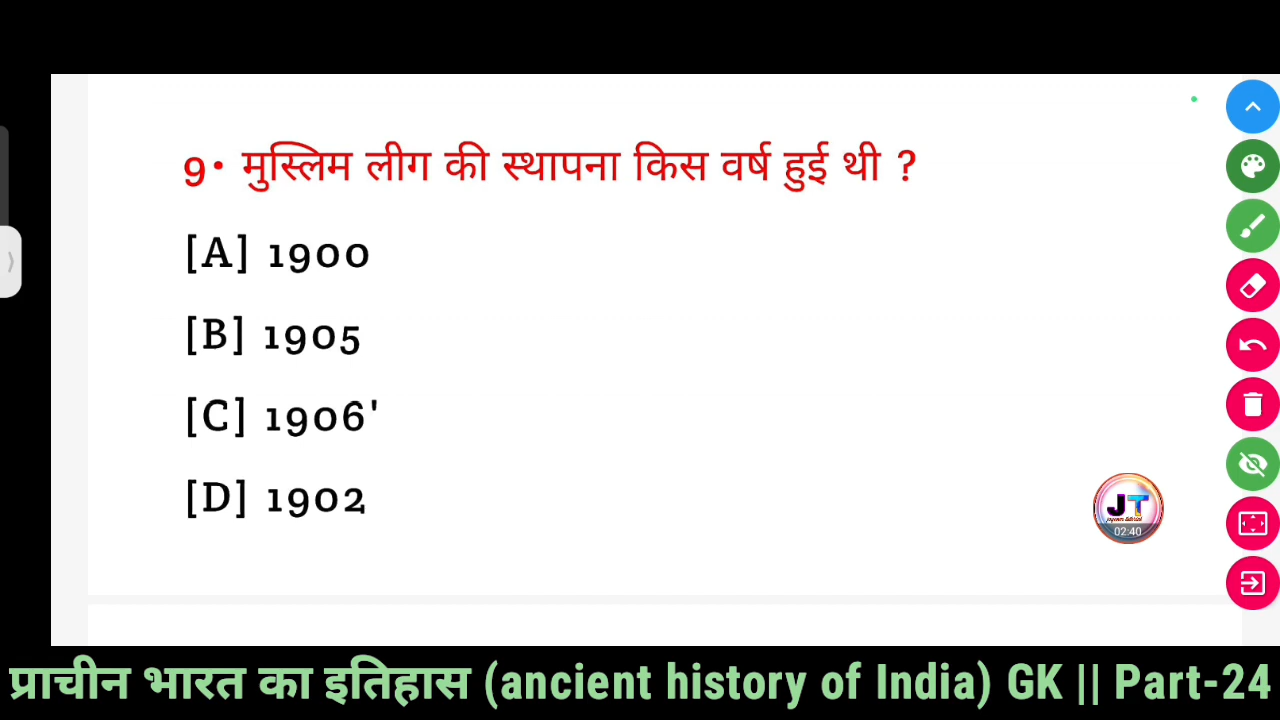 9• मुस्लिम लीग की स्थापना किस वर्ष हुई थी ?
[A] 1900
[B] 1905
[C] 1906'
[D] 1902
JT
02:40
प्राचीन भारत का इतिहास (ancient history of India) GK || Part-24